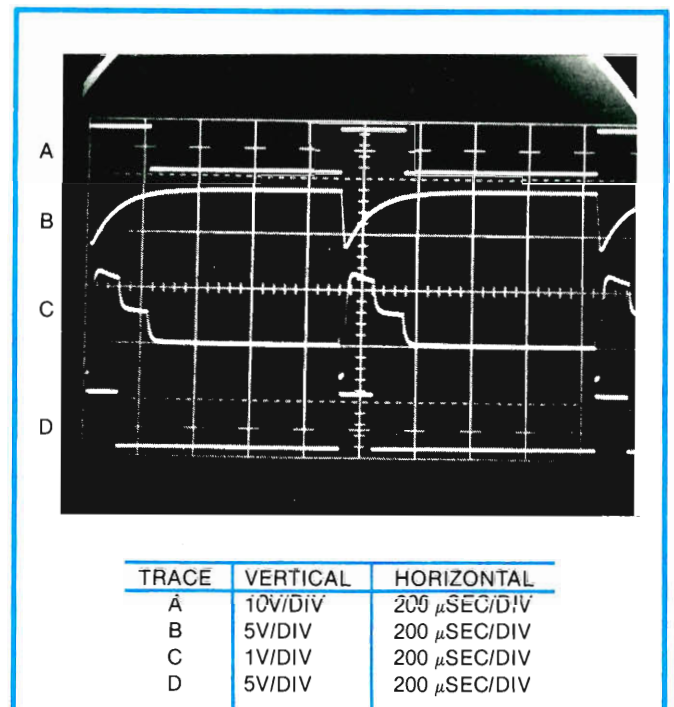 A
B
C
D
TRACE VERTICAL HORIZONTAL
A 10V/DIV 200 μSEC/DIV
B 5V/DIV 200 μSEC/DIV
C 1V/DIV 200 μSEC/DIV
D 5V/DIV 200 μSEC/DIV